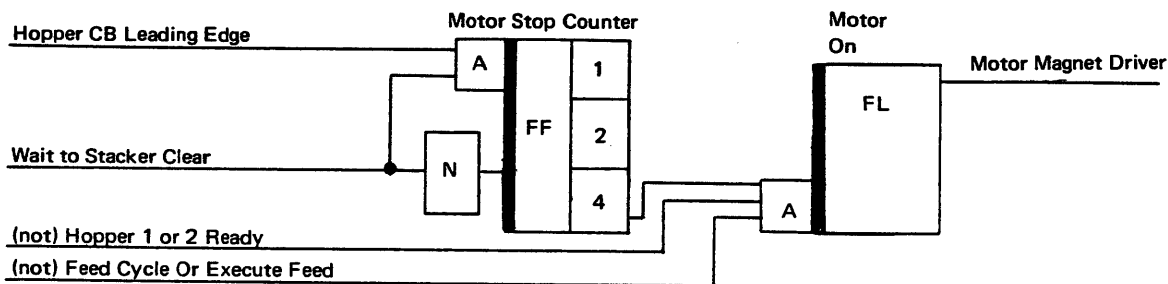 Motor Stop Counter
Motor
On
Hopper CB Leading Edge
Motor Magnet Driver
A
1
FL
FF
2
Wait to Stacker Clear
N
4
A
(not) Hopper 1 or 2 Ready
(not) Feed Cycle Or Execute Feed